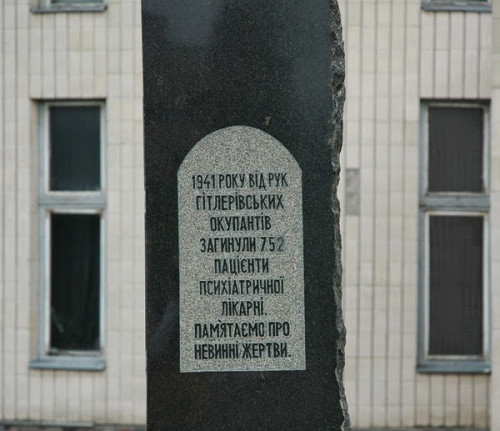 1941 РОКУ ВІД РУК
ГІТЛЕРІВСЬКИХ
ОКУПАНТІВ
ЗАГИНУЛИ 752
ПАЦІЄНТИ
ПСИХІАТРИЧНОЇ
ЛІКАРНІ.
ПАМ'ЯТАЄМО ПРО
НЕВИННІ ЖЕРТВИ.